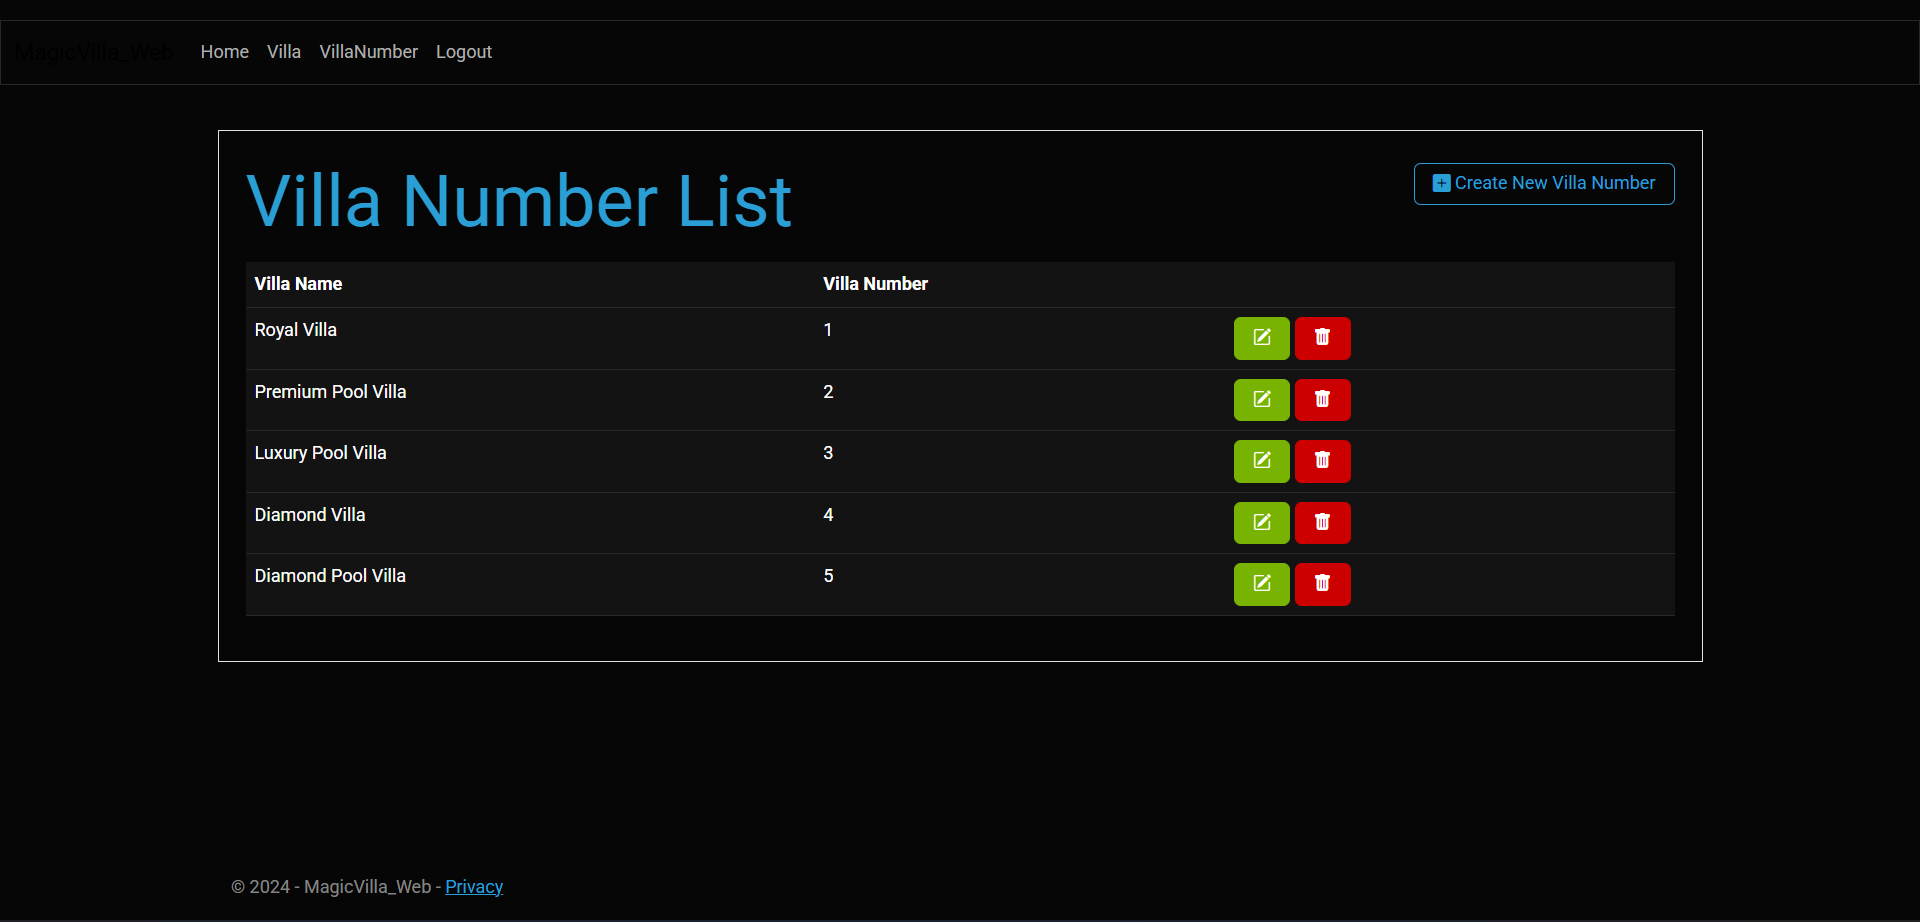 MagicVilla_Web Home Villa VillaNumber Logout
Villa Number List
Create New Villa Number
Villa Name Villa Number
Royal Villa 1
Premium Pool Villa 2
Luxury Pool Villa 3
Diamond Villa 4
Diamond Pool Villa 5
© 2024 - MagicVilla_Web - Privacy